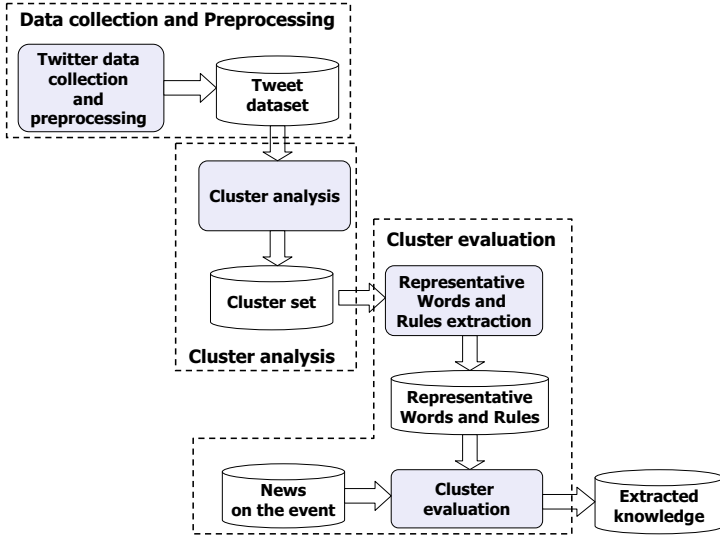 Data collection and Preprocessing
Twitter data
collection
and
preprocessing
Tweet
dataset
Cluster analysis
Cluster set
Cluster analysis
Cluster evaluation
Representative
Words and
Rules extraction
Representative
Words and Rules
News
on the event
Cluster
evaluation
Extracted
knowledge